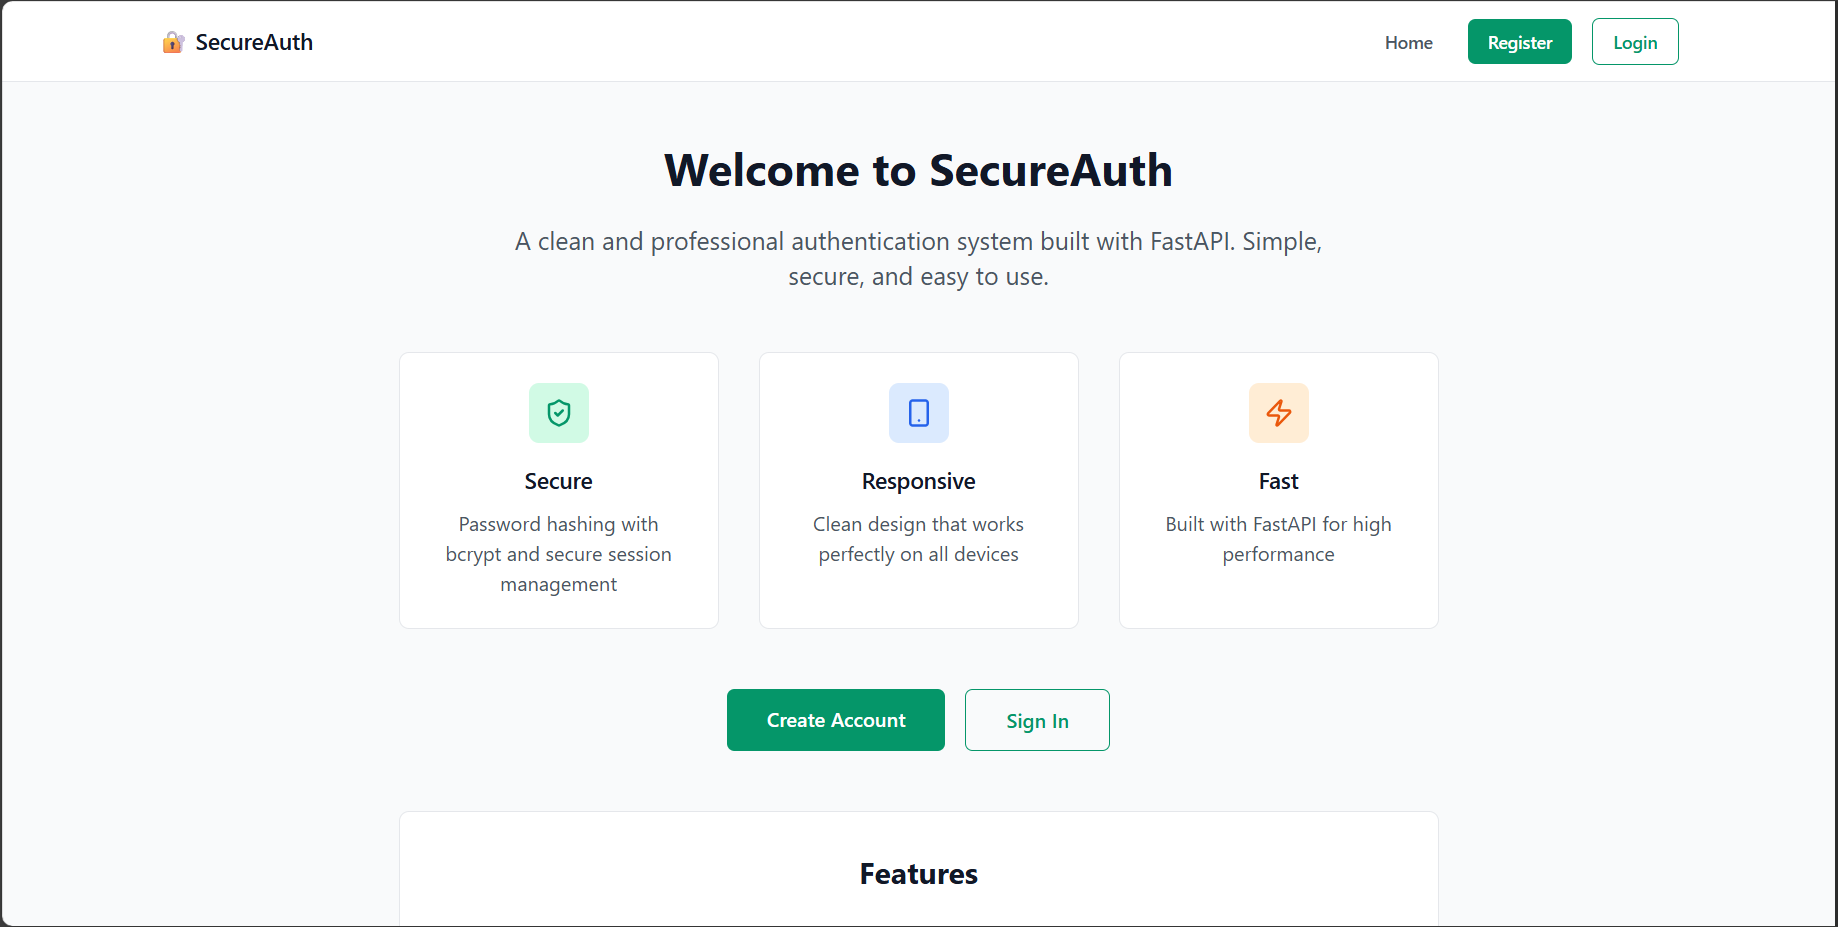 SecureAuth
Home
Register
Login
Welcome to SecureAuth
A clean and professional authentication system built with FastAPI. Simple,
secure, and easy to use.
Secure
Password hashing with
bcrypt and secure session
management
Responsive
Clean design that works
perfectly on all devices
Fast
Built with FastAPI for high
performance
Create Account
Sign In
Features